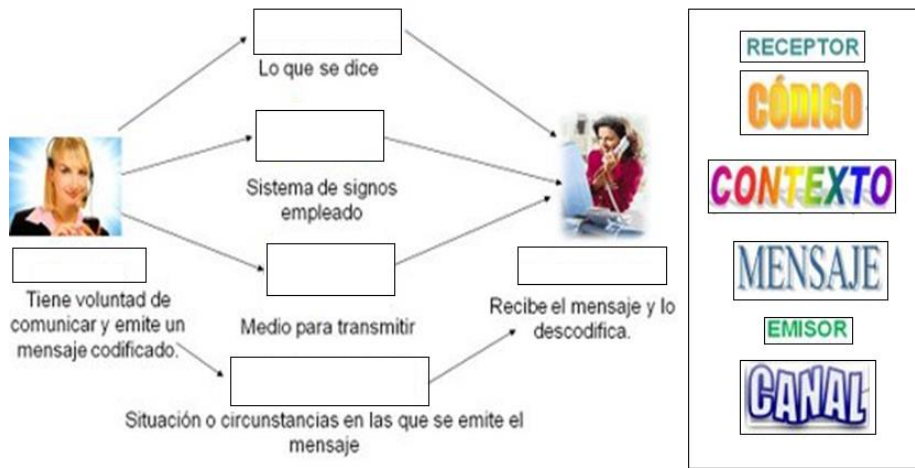 Lo que se dice
Sistema de signos
empleado
Tiene voluntad de
comunicar y emite un
mensaje codificado.
Medio para transmitir
Recibe el mensaje y lo
descodifica.
Situación o circunstancias en las que se emite el
mensaje
RECEPTOR
CÓDIGO
CONTEXTO
MENSAJE
EMISOR
CANAL